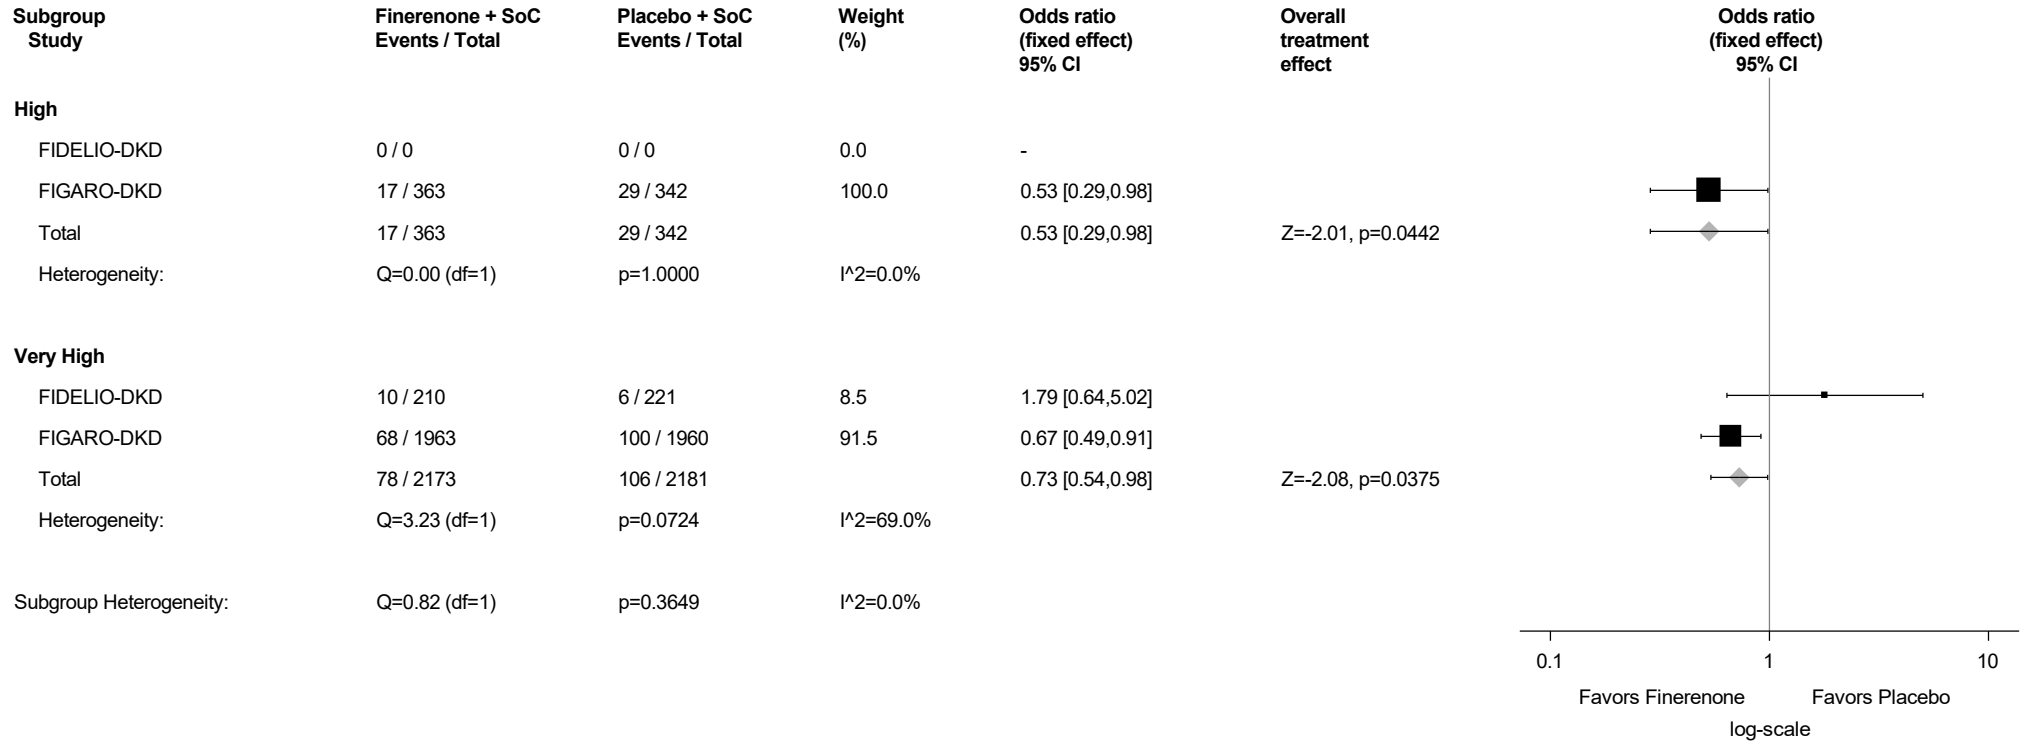 Subgroup Finerenone + SoC Placebo + SoC Weight Odds ratio Overall Odds ratio
Study Events / Total Events / Total (%) (fixed effect) treatment (fixed effect)
95% CI effect 95% CI
High
FIDELIO-DKD 0 / 0 0 / 0 0.0 -
FIGARO-DKD 17 / 363 29 / 342 100.0 0.53 [0.29,0.98]
Total 17 / 363 29 / 342 0.53 [0.29,0.98] Z=-2.01, p=0.0442
Heterogeneity: Q=0.00 (df=1) p=1.0000 I^2=0.0%
Very High
FIDELIO-DKD 10 / 210 6 / 221 8.5 1.79 [0.64,5.02]
FIGARO-DKD 68 / 1963 100 / 1960 91.5 0.67 [0.49,0.91]
Total 78 / 2173 106 / 2181 0.73 [0.54,0.98] Z=-2.08, p=0.0375
Heterogeneity: Q=3.23 (df=1) p=0.0724 I^2=69.0%
Subgroup Heterogeneity: Q=0.82 (df=1) p=0.3649 I^2=0.0%
0.1 1 10
Favors Finerenone Favors Placebo
log-scale